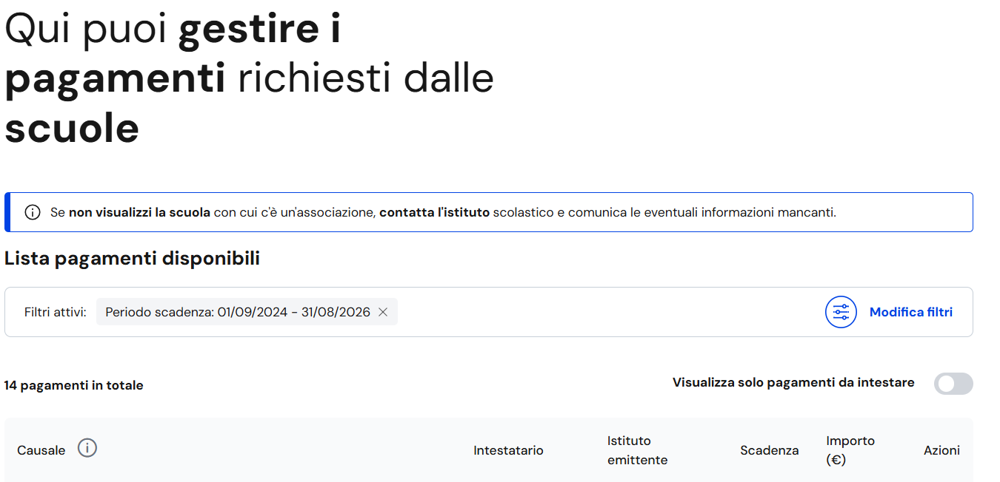 Qui puoi gestire i
pagamenti richiesti dalle
scuole
Se non visualizzi la scuola con cui c'è un'associazione, contatta l'istituto scolastico e comunica le eventuali informazioni mancanti.
Lista pagamenti disponibili
Filtri attivi: Periodo scadenza: 01/09/2024 - 31/08/2026 Modifica filtri
14 pagamenti in totale Visualizza solo pagamenti da intestare
Causale Intestatario Istituto emittente Scadenza Importo (€) Azioni